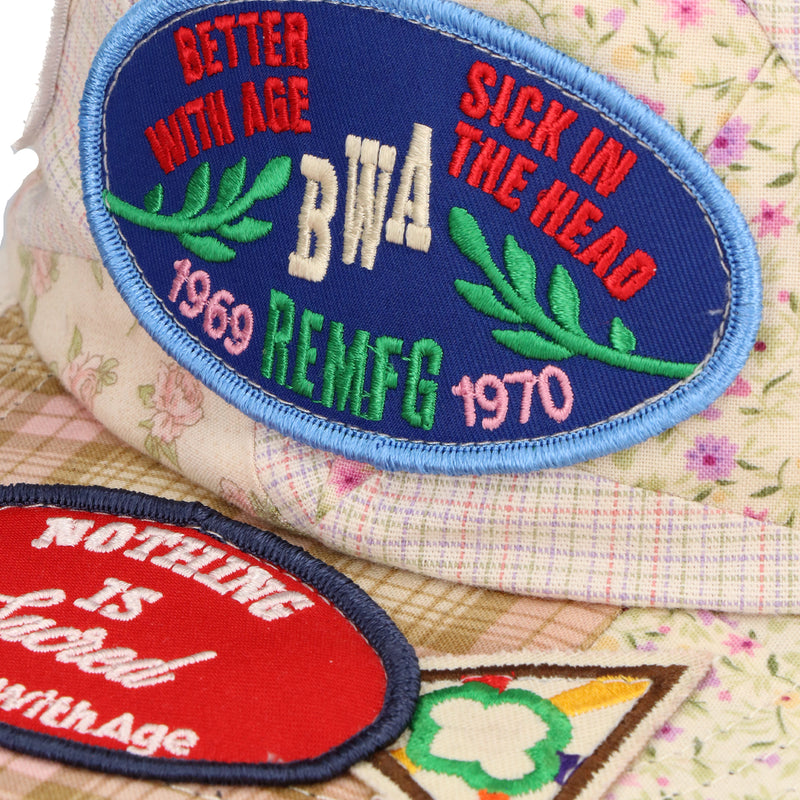 BETTER
WITH AGE
SICK IN
THE HEAD
BWA
1969 REMFG 1970
NOTHING
IS
Sacred
withAge